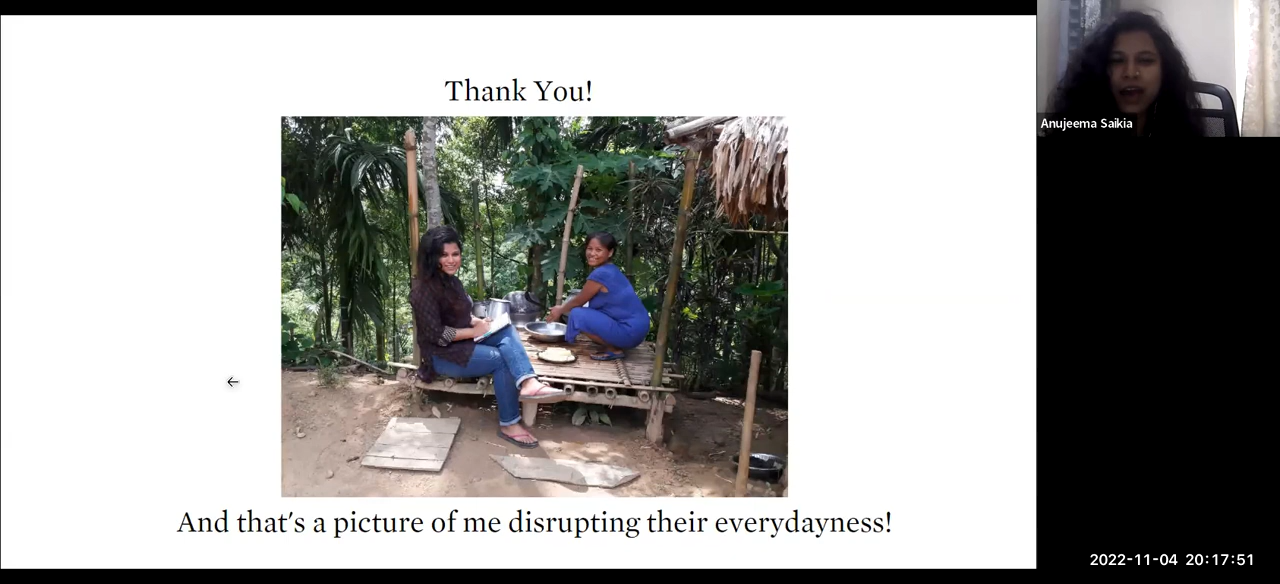 Thank You!
Anujeema Saikia
And that's a picture of me disrupting their everydayness!
2022-11-04 20:17:51